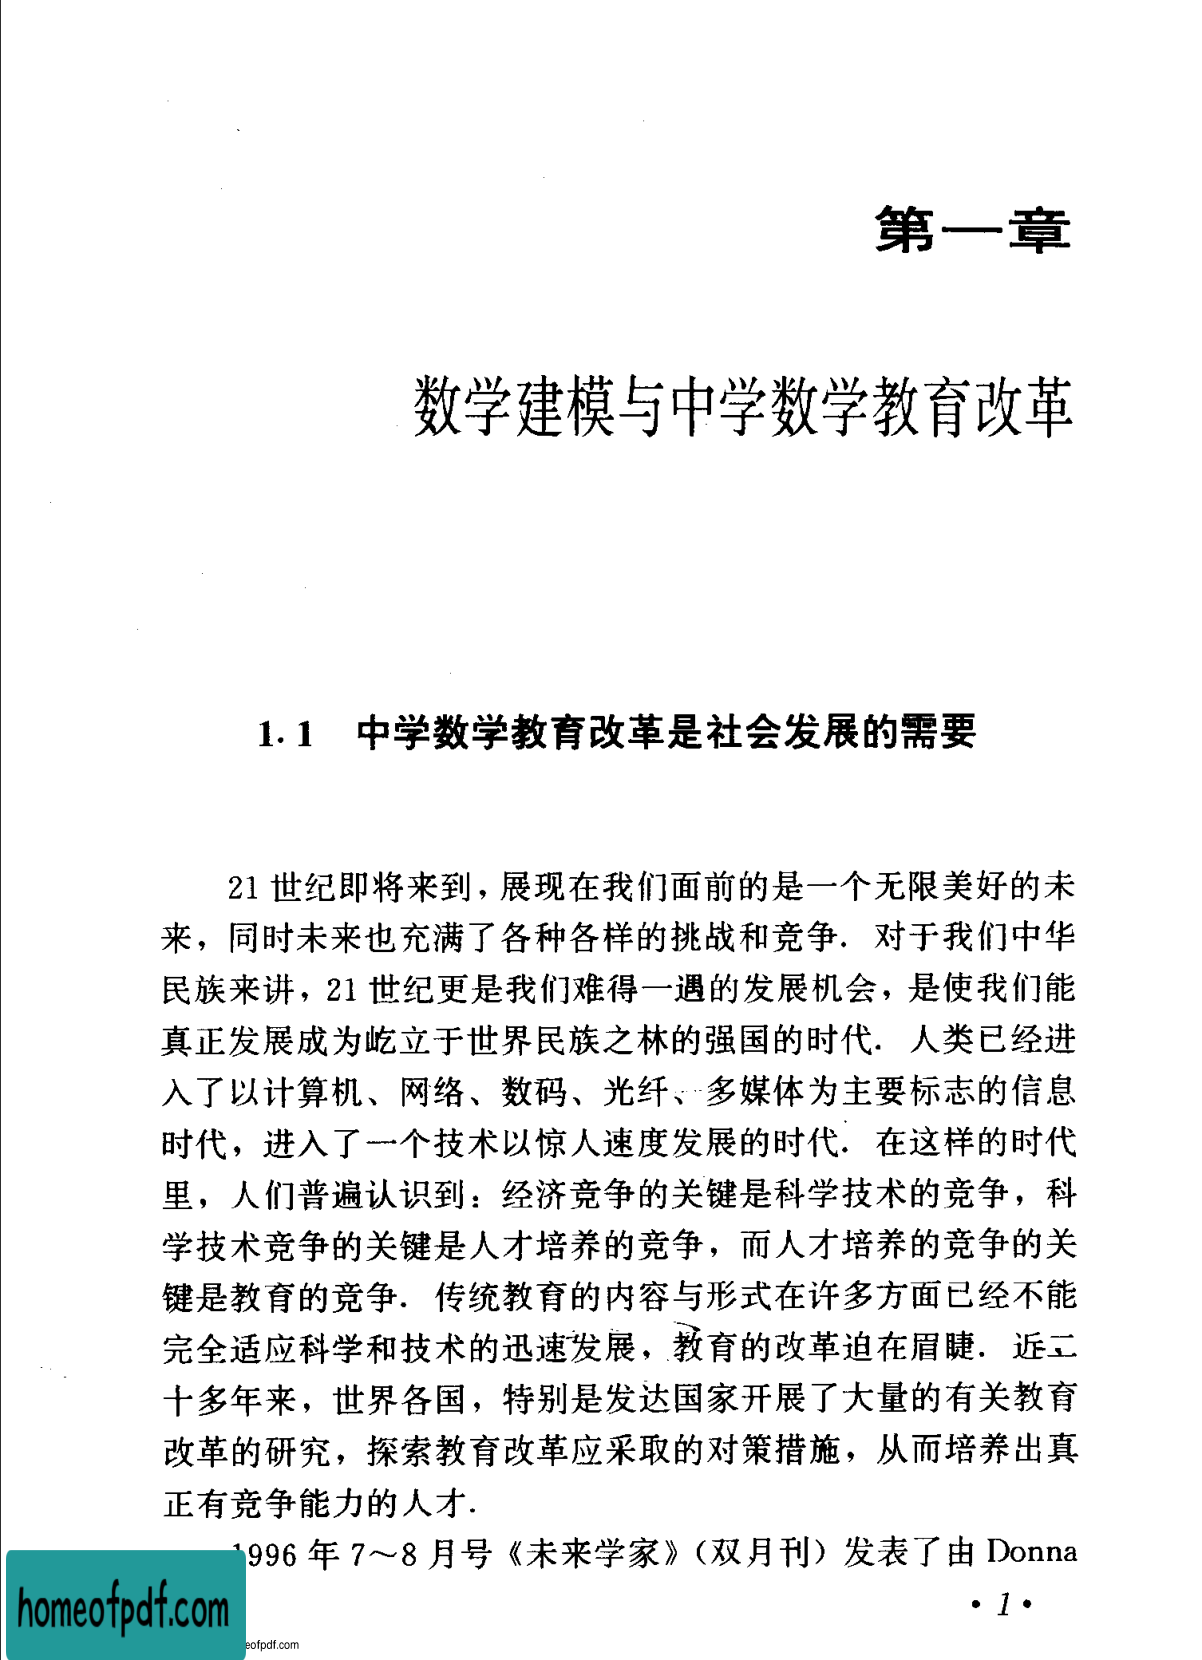 第一章
数学建模与中学数学教育改革
1.1 中学数学教育改革是社会发展的需要
21世纪即将来到，展现在我们面前的是一个无限美好的未
来，同时未来也充满了各种各样的挑战和竞争．对于我们中华
民族来讲，21世纪更是我们难得一遇的发展机会，是使我们能
真正发展成为屹立于世界民族之林的强国的时代．人类已经进
入了以计算机、网络、数码、光纤、多媒体为主要标志的信息
时代，进入了一个技术以惊人速度发展的时代．在这样的时代
里，人们普遍认识到：经济竞争的关键是科学技术的竞争，科
学技术竞争的关键是人才培养的竞争，而人才培养的竞争的关
键是教育的竞争．传统教育的内容与形式在许多方面已经不能
完全适应科学和技术的迅速发展，教育的改革迫在眉睫．近二
十多年来，世界各国，特别是发达国家开展了大量的有关教育
改革的研究，探索教育改革应采取的对策措施，从而培养出真
正有竞争能力的人才．
1996年7～8月号《未来学家》（双月刊）发表了由Donna
·1·
homeofpdf.com
eofpdf.com